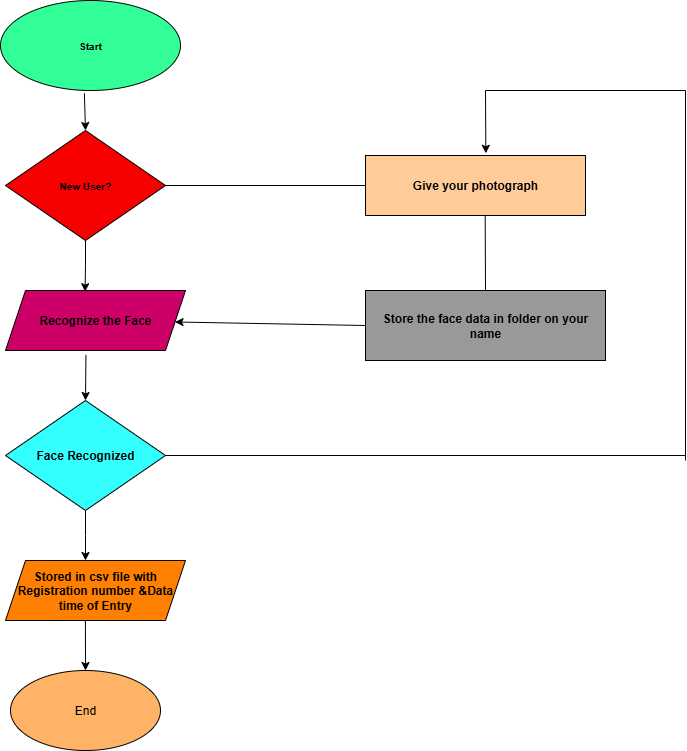 Start
New User?
Give your photograph
Recognize the Face
Store the face data in folder on your
name
Face Recognized
Stored in csv file with
Registration number &Data
time of Entry
End